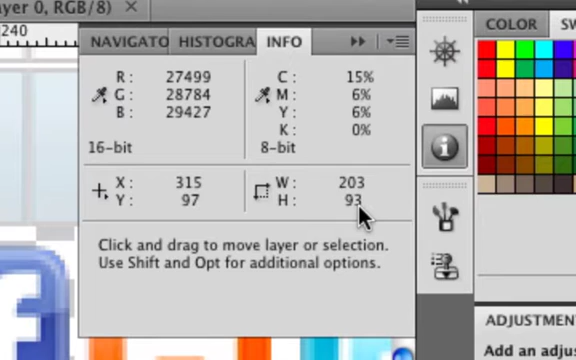 ayer 0, RGB/8)
240
NAVIGATO HISTOGRA INFO
COLOR SW
R: 27499 C: 15%
G: 28784 M: 6%
B: 29427 Y: 6%
K: 0%
16-bit 8-bit
X: 315 W: 203
Y: 97 H: 93
Click and drag to move layer or selection.
Use Shift and Opt for additional options.
ADJUSTMEN
Add an adjus